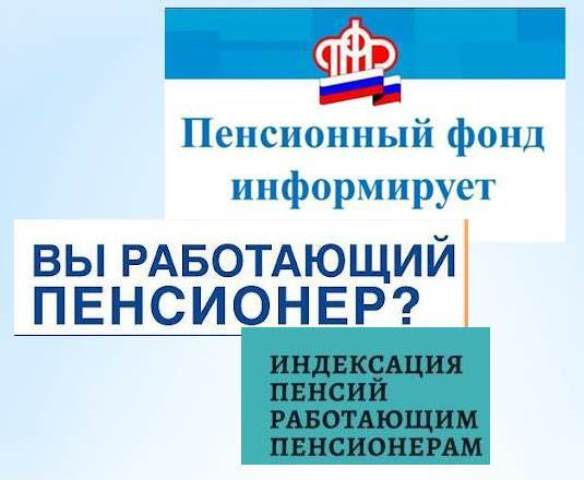 Пенсионный фонд
информирует
ВЫ РАБОТАЮЩИЙ
ПЕНСИОНЕР?
ИНДЕКСАЦИЯ
ПЕНСИЙ
РАБОТАЮЩИМ
ПЕНСИОНЕРАМ